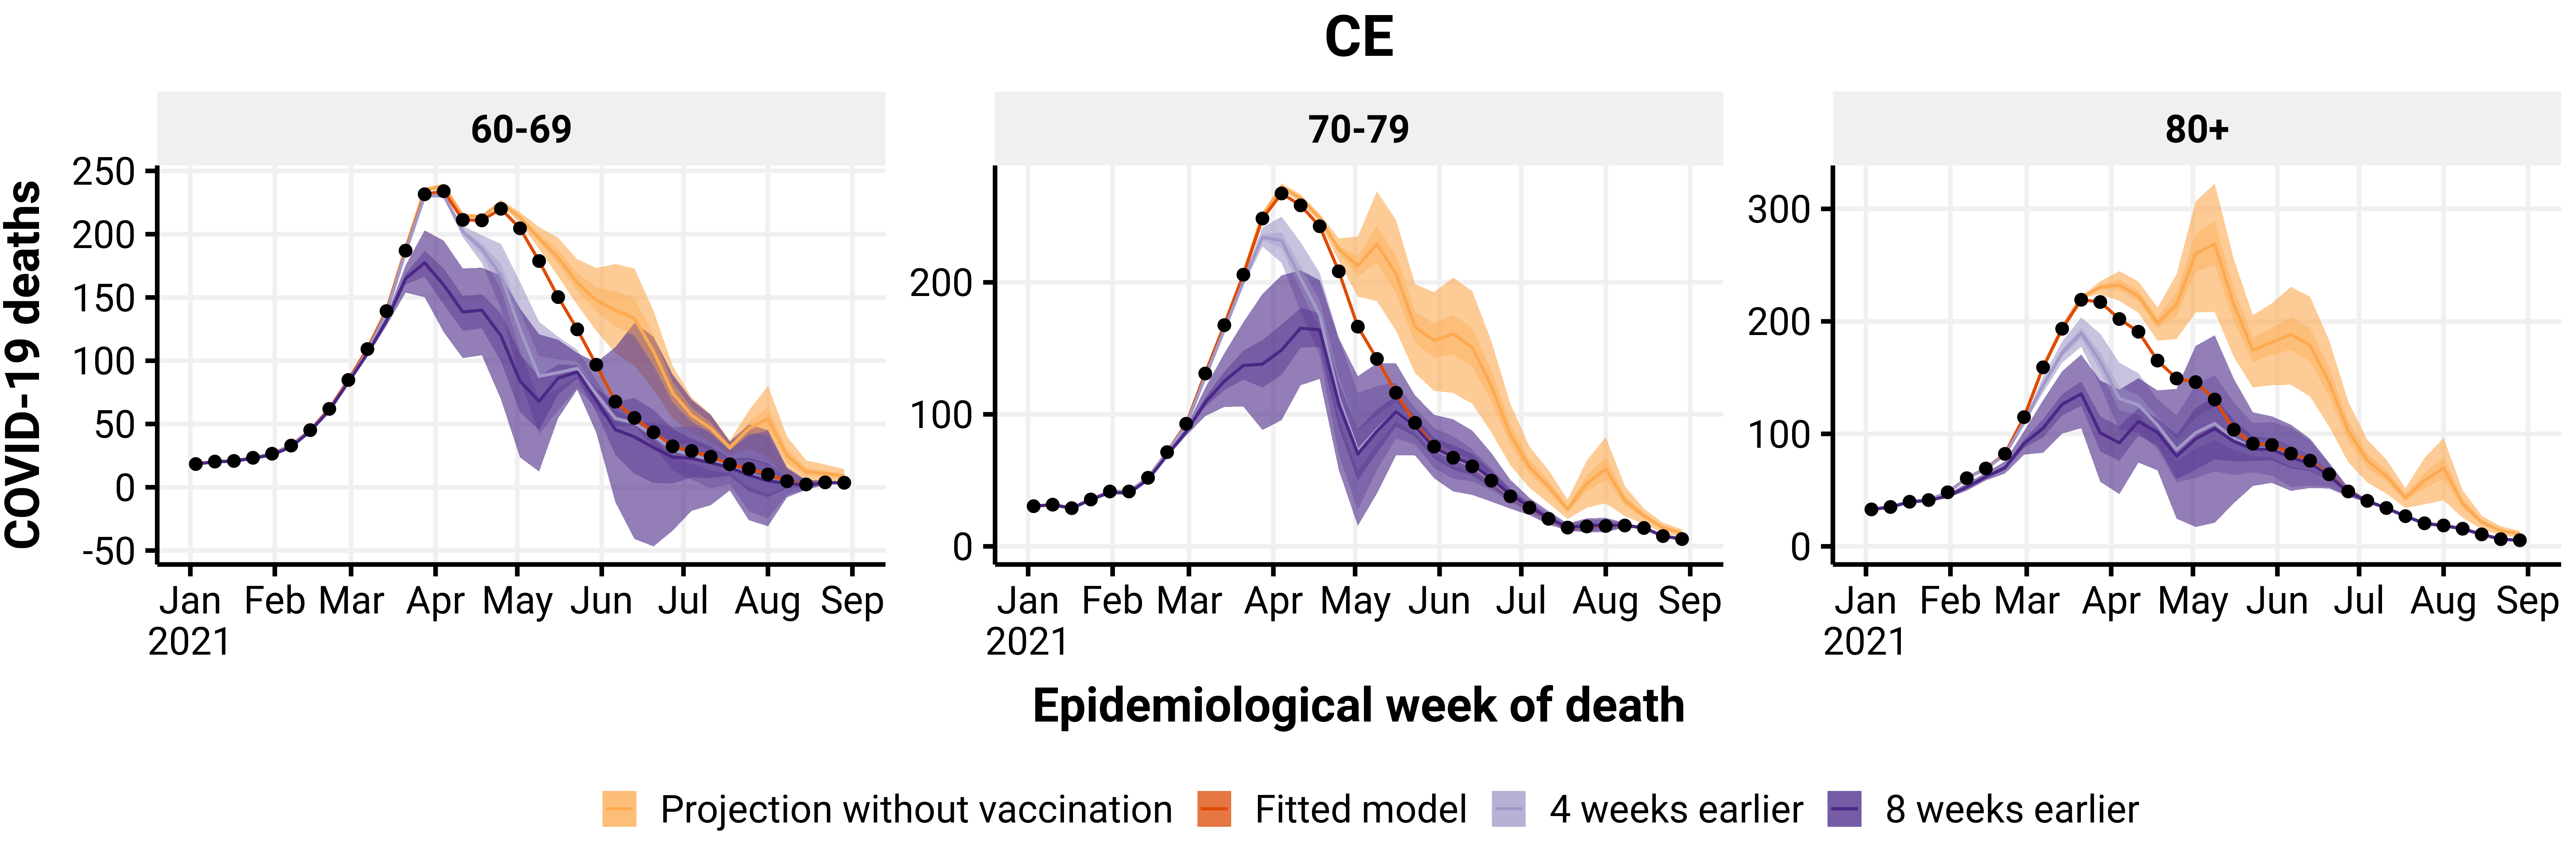 CE
60-69
70-79
80+
COVID-19 deaths
250
200
150
100
50
0
-50
200
100
0
300
200
100
0
Jan Feb Mar Apr May Jun Jul Aug Sep
2021
Jan Feb Mar Apr May Jun Jul Aug Sep
2021
Jan Feb Mar Apr May Jun Jul Aug Sep
2021
Epidemiological week of death
Projection without vaccination Fitted model 4 weeks earlier 8 weeks earlier